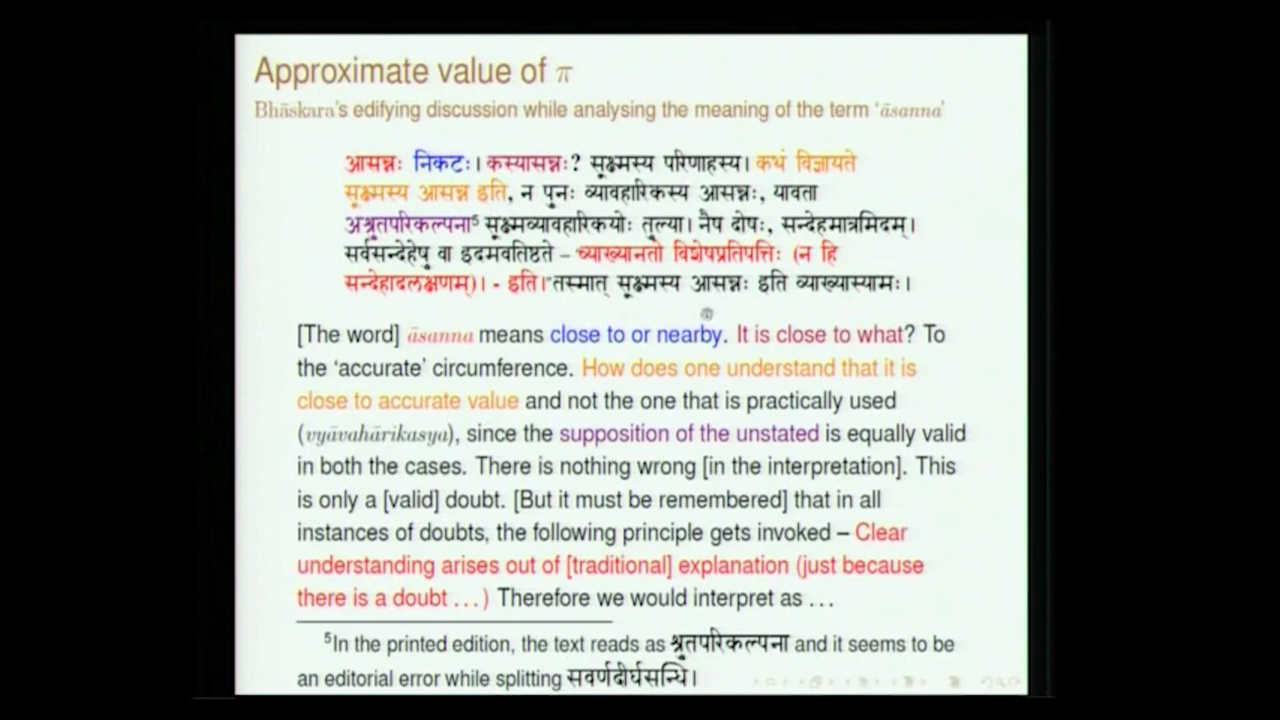 Approximate value of π
Bhāskara's edifying discussion while analysing the meaning of the term 'āsanna'
आसन्नः निकटः। कस्यासन्नः? सूक्ष्मस्य परिणाहस्य। कथं विज्ञायते
सूक्ष्मस्य आसन्न इति, न पुनः व्यावहारिकस्य आसन्नः, यावता
अश्रुतपरिकल्पना⁵ सूक्ष्मव्यावहारिकयोः तुल्या। नैष दोषः, सन्देहमात्रमिदम्।
सर्वसन्देहेषु वा इदमवतिष्ठते – व्याख्यानतो विशेषप्रतिपत्तिः (न हि
सन्देहादलक्षणम्)। - इति। तस्मात् सूक्ष्मस्य आसन्नः इति व्याख्यास्यामः।
[The word] āsanna means close to or nearby. It is close to what? To
the 'accurate' circumference. How does one understand that it is
close to accurate value and not the one that is practically used
(vyāvahārikasya), since the supposition of the unstated is equally valid
in both the cases. There is nothing wrong [in the interpretation]. This
is only a [valid] doubt. [But it must be remembered] that in all
instances of doubts, the following principle gets invoked – Clear
understanding arises out of [traditional] explanation (just because
there is a doubt ...) Therefore we would interpret as ...
⁵In the printed edition, the text reads as श्रुतपरिकल्पना and it seems to be
an editorial error while splitting सवर्णदीर्घसन्धि।